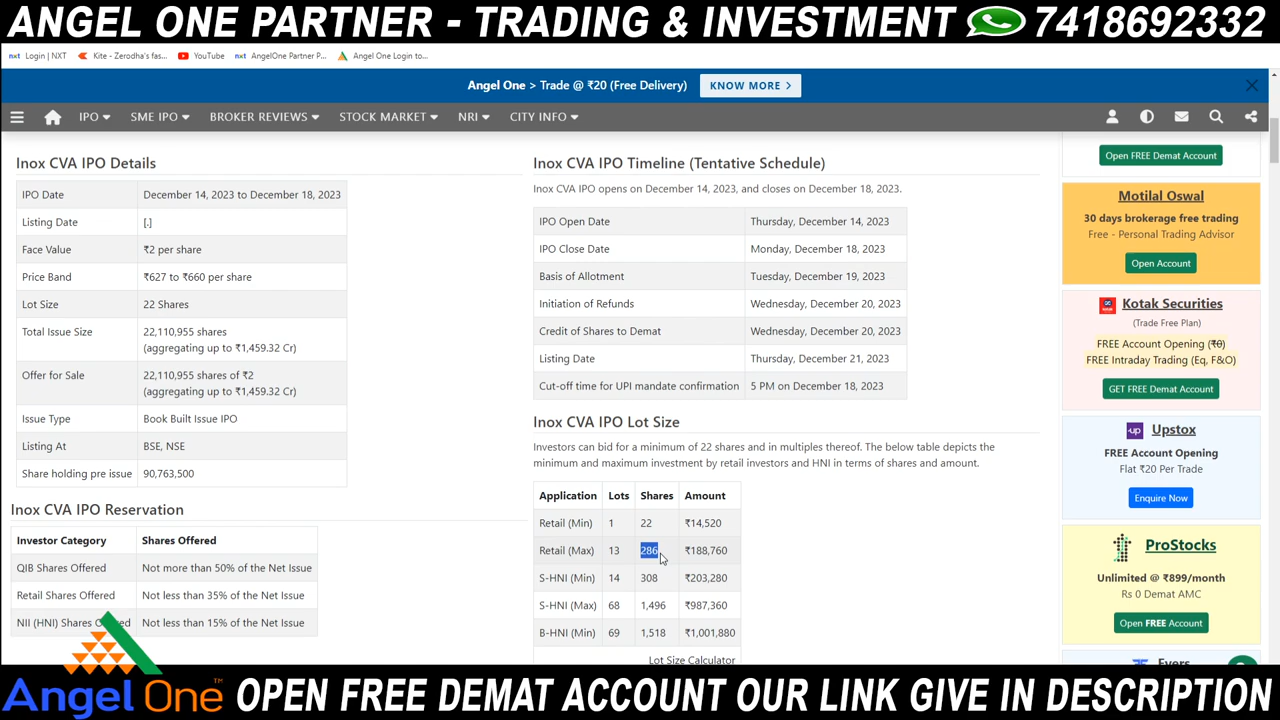 ANGEL ONE PARTNER - TRADING & INVESTMENT 7418692332
nxt Login | NXT Kite - Zerodha's fas... YouTube nxt AngelOne Partner P... Angel One Login to...
Angel One > Trade @ ₹20 (Free Delivery) KNOW MORE
IPO SME IPO BROKER REVIEWS STOCK MARKET NRI CITY INFO
Inox CVA IPO Details
IPO Date December 14, 2023 to December 18, 2023
Listing Date [.]
Face Value ₹2 per share
Price Band ₹627 to ₹660 per share
Lot Size 22 Shares
Total Issue Size 22,110,955 shares
(aggregating up to ₹1,459.32 Cr)
Offer for Sale 22,110,955 shares of ₹2
(aggregating up to ₹1,459.32 Cr)
Issue Type Book Built Issue IPO
Listing At BSE, NSE
Share holding pre issue 90,763,500
Inox CVA IPO Reservation
Investor Category Shares Offered
QIB Shares Offered Not more than 50% of the Net Issue
Retail Shares Offered Not less than 35% of the Net Issue
NII (HNI) Shares Not less than 15% of the Net Issue
Inox CVA IPO Timeline (Tentative Schedule)
Inox CVA IPO opens on December 14, 2023, and closes on December 18, 2023.
IPO Open Date Thursday, December 14, 2023
IPO Close Date Monday, December 18, 2023
Basis of Allotment Tuesday, December 19, 2023
Initiation of Refunds Wednesday, December 20, 2023
Credit of Shares to Demat Wednesday, December 20, 2023
Listing Date Thursday, December 21, 2023
Cut-off time for UPI mandate confirmation 5 PM on December 18, 2023
Inox CVA IPO Lot Size
Investors can bid for a minimum of 22 shares and in multiples thereof. The below table depicts the
minimum and maximum investment by retail investors and HNI in terms of shares and amount.
Application Lots Shares Amount
Retail (Min) 1 22 ₹14,520
Retail (Max) 13 286 ₹188,760
S-HNI (Min) 14 308 ₹203,280
S-HNI (Max) 68 1,496 ₹987,360
B-HNI (Min) 69 1,518 ₹1,001,880
Lot Size Calculator
Open FREE Demat Account
Motilal Oswal
30 days brokerage free trading
Free - Personal Trading Advisor
Open Account
Kotak Securities
(Trade Free Plan)
FREE Account Opening (₹0)
FREE Intraday Trading (Eq, F&O)
GET FREE Demat Account
up Upstox
FREE Account Opening
Flat ₹20 Per Trade
Enquire Now
ProStocks
Unlimited @ ₹899/month
Rs 0 Demat AMC
Open FREE Account
AngelOne™ OPEN FREE DEMAT ACCOUNT OUR LINK GIVE IN DESCRIPTION